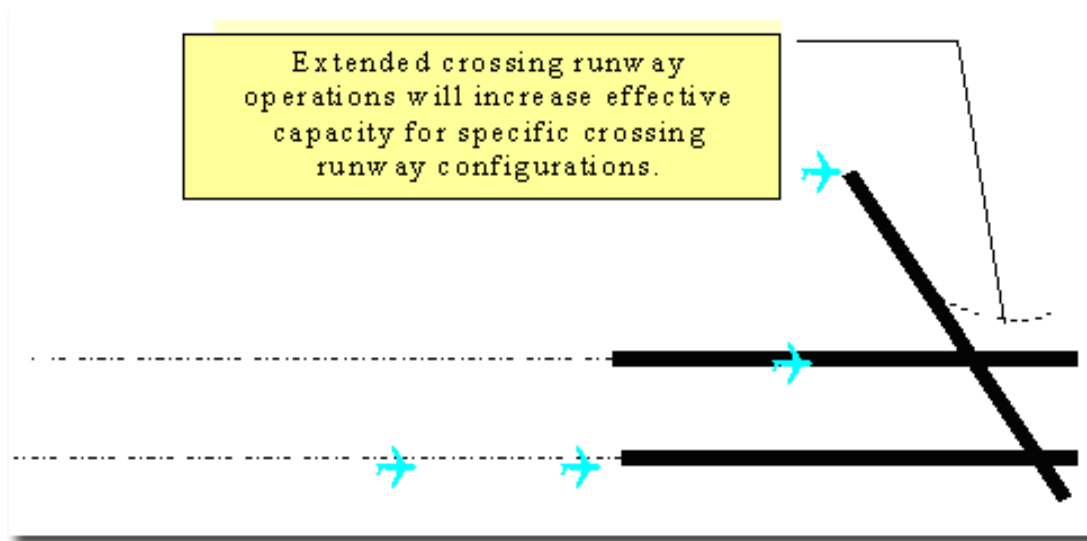 Extended crossing runway
operations will increase effective
capacity for specific crossing
runway configurations.